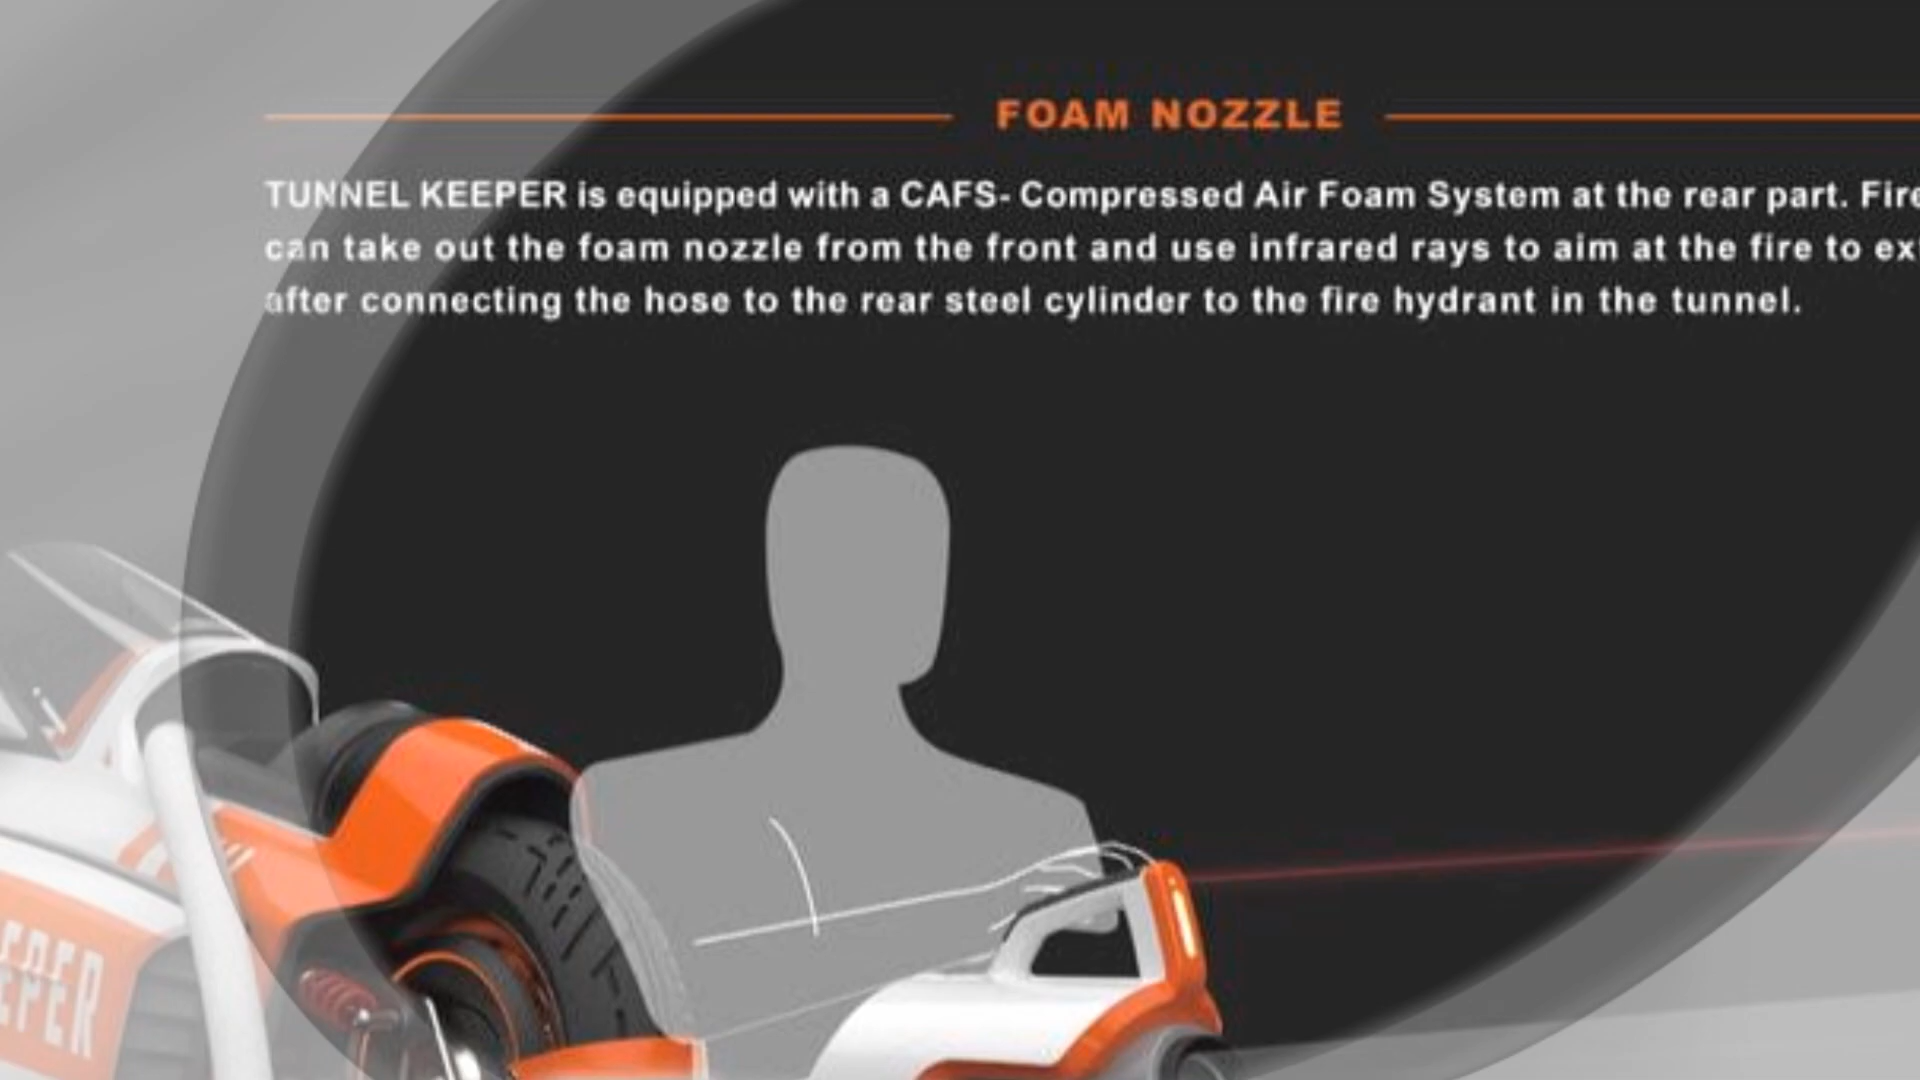 FOAM NOZZLE
TUNNEL KEEPER is equipped with a CAFS- Compressed Air Foam System at the rear part. Fire
can take out the foam nozzle from the front and use infrared rays to aim at the fire to ex
after connecting the hose to the rear steel cylinder to the fire hydrant in the tunnel.
EPER